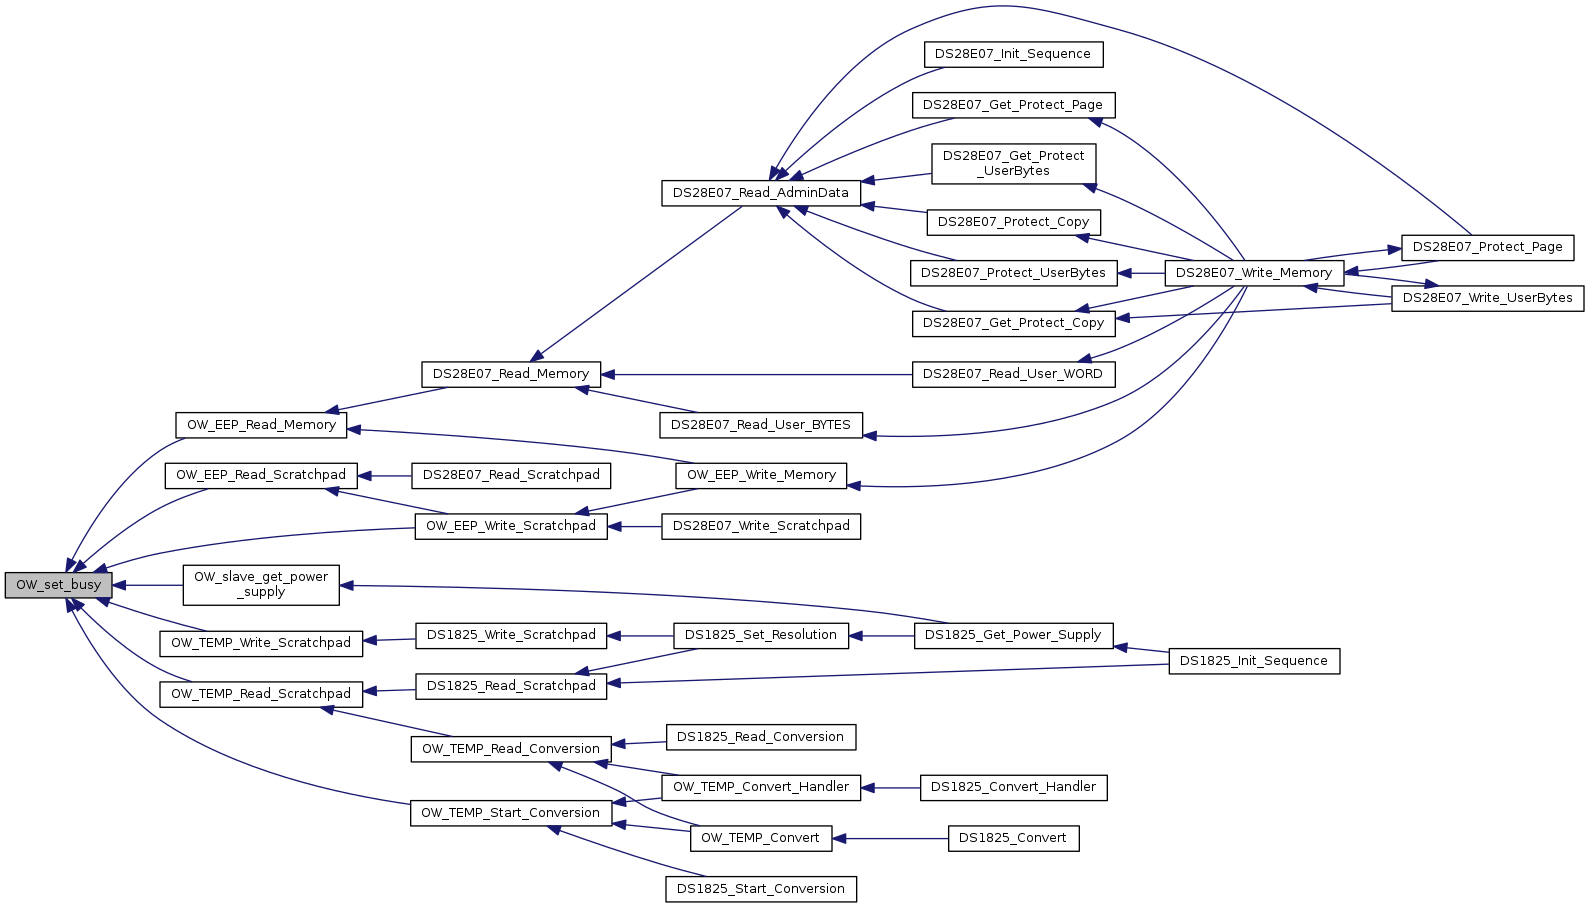 DS28E07_Init_Sequence
DS28E07_Get_Protect_Page
DS28E07_Get_Protect
_UserBytes
DS28E07_Read_AdminData
DS28E07_Protect_Copy
DS28E07_Protect_Page
DS28E07_Protect_UserBytes
DS28E07_Write_Memory
DS28E07_Write_UserBytes
DS28E07_Get_Protect_Copy
DS28E07_Read_Memory
DS28E07_Read_User_WORD
OW_EEP_Read_Memory
DS28E07_Read_User_BYTES
OW_EEP_Read_Scratchpad
DS28E07_Read_Scratchpad
OW_EEP_Write_Memory
OW_EEP_Write_Scratchpad
DS28E07_Write_Scratchpad
OW_set_busy
OW_slave_get_power
_supply
OW_TEMP_Write_Scratchpad
DS1825_Write_Scratchpad
DS1825_Set_Resolution
DS1825_Get_Power_Supply
DS1825_Init_Sequence
OW_TEMP_Read_Scratchpad
DS1825_Read_Scratchpad
OW_TEMP_Read_Conversion
DS1825_Read_Conversion
OW_TEMP_Convert_Handler
DS1825_Convert_Handler
OW_TEMP_Start_Conversion
OW_TEMP_Convert
DS1825_Convert
DS1825_Start_Conversion